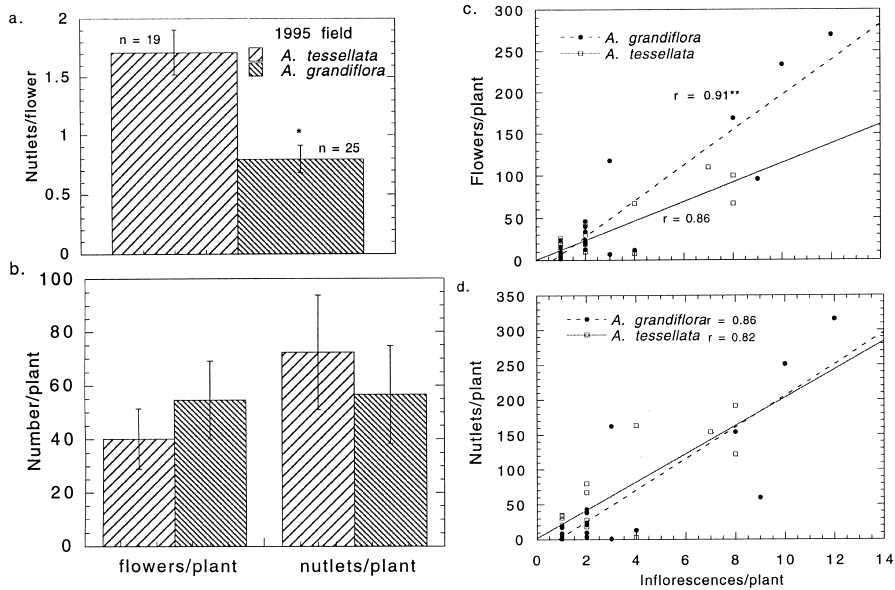 a.
2
1.5
1
0.5
0
Nutlets/flower
n = 19
1995 field
A. tessellata
A. grandiflora
*
n = 25
b.
100
80
60
40
20
0
Number/plant
flowers/plant
nutlets/plant
c.
300
250
200
150
100
50
0
Flowers/plant
A. grandiflora
A. tessellata
r = 0.91**
r = 0.86
d.
350
300
250
200
150
100
50
0
Nutlets/plant
A. grandiflora r = 0.86
A. tessellata r = 0.82
0 2 4 6 8 10 12 14
Inflorescences/plant